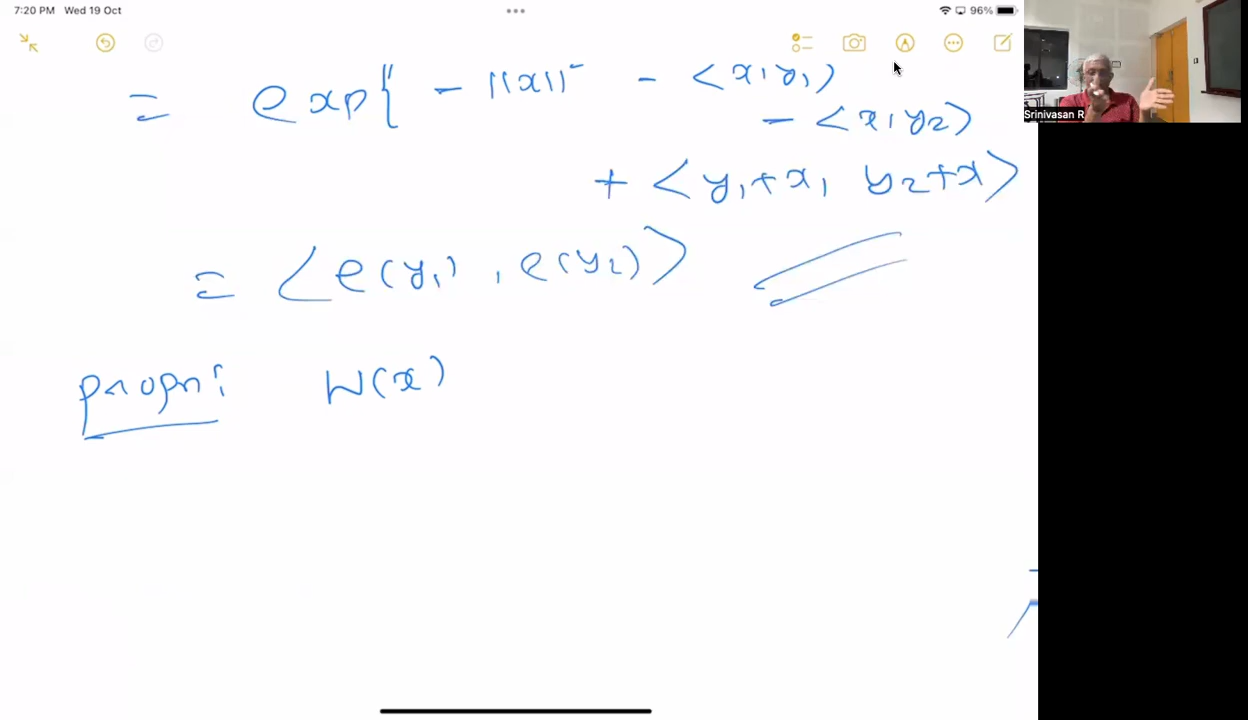 7:20 PM Wed 19 Oct
96%
= exp{ - ||x||² - <x, y₁>
- <x, y₂>
+ <y₁+x, y₂+x>
= <e(y₁), e(y₂)>
propn: W(x)
Srinivasan R